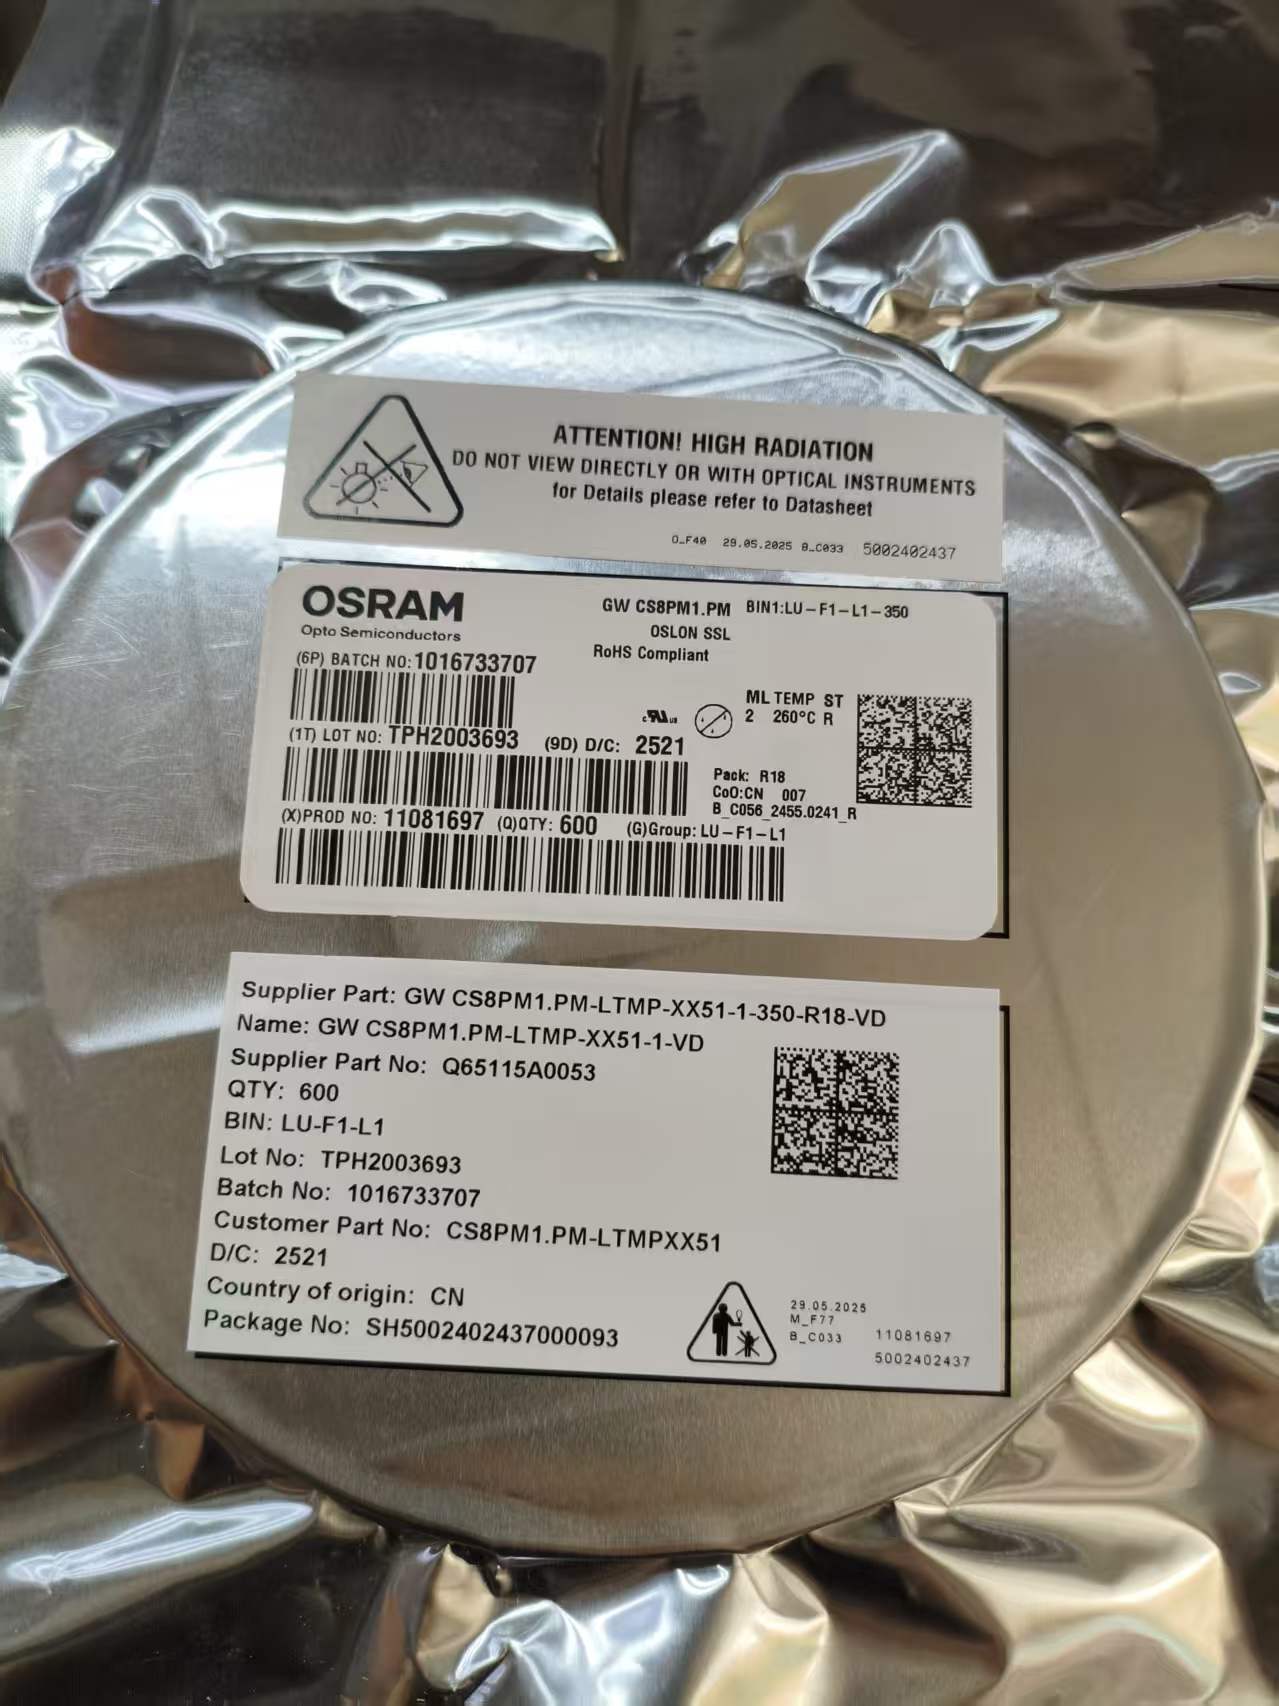 ATTENTION! HIGH RADIATION
DO NOT VIEW DIRECTLY OR WITH OPTICAL INSTRUMENTS
for Details please refer to Datasheet
O_F40 29.05.2025 B_C033 5002402437
OSRAM
Opto Semiconductors
GW CS8PM1.PM BIN1:LU-F1-L1-350
OSLON SSL
RoHS Compliant
(6P) BATCH NO:1016733707
ML TEMP ST
2 260°C R
(1T) LOT NO: TPH2003693 (9D) D/C: 2521
Pack: R18
CoO:CN 007
B_C056_2455.0241_R
(X)PROD NO: 11081697 (Q)QTY: 600 (G)Group: LU-F1-L1
Supplier Part: GW CS8PM1.PM-LTMP-XX51-1-350-R18-VD
Name: GW CS8PM1.PM-LTMP-XX51-1-VD
Supplier Part No: Q65115A0053
QTY: 600
BIN: LU-F1-L1
Lot No: TPH2003693
Batch No: 1016733707
Customer Part No: CS8PM1.PM-LTMPXX51
D/C: 2521
Country of origin: CN
Package No: SH5002402437000093
29.05.2025
M_F77
B_C033 11081697
5002402437